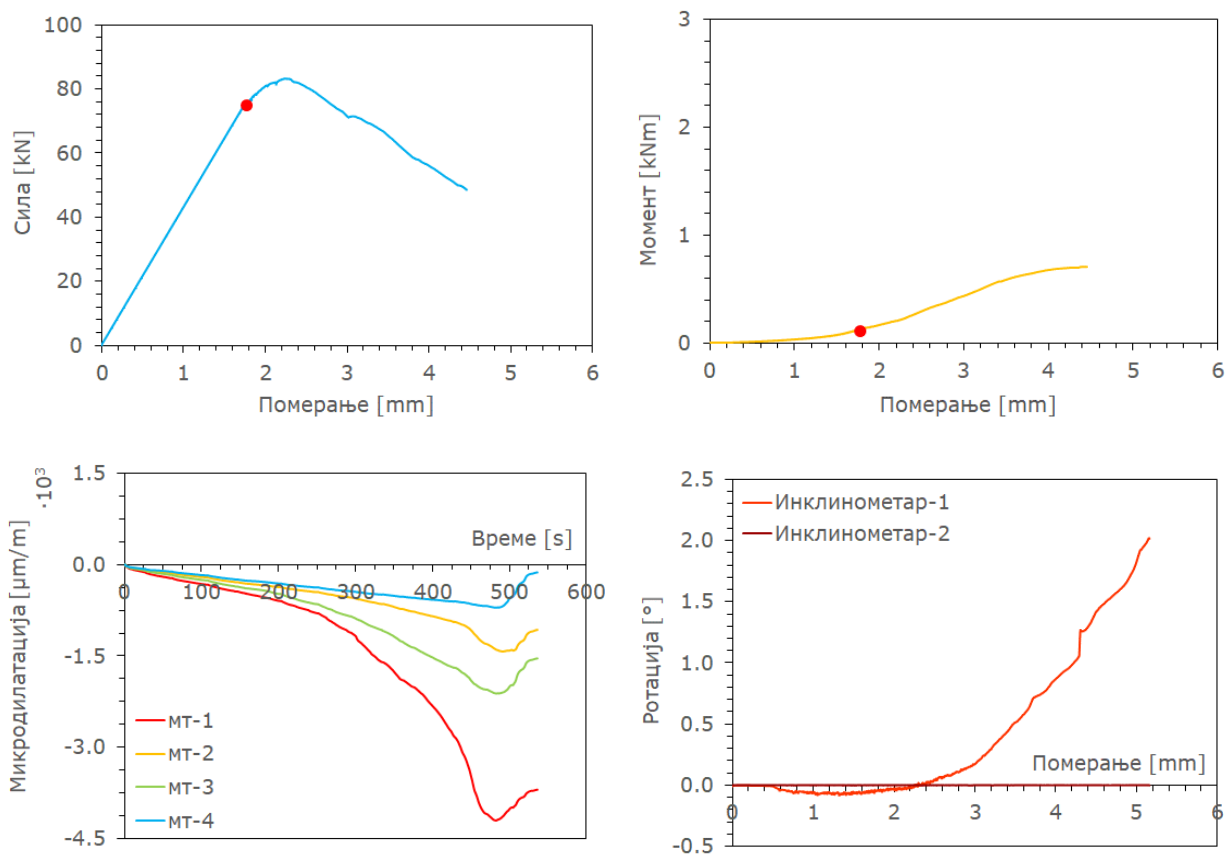 100
80
60
40
20
0
0 1 2 3 4 5 6
Сила [kN]
Померање [mm]
3
2
1
0
0 1 2 3 4 5 6
Момент [kNm]
Померање [mm]
1.5
0.0
-1.5
-3.0
-4.5
·10³
Микродилатација [μm/m]
Време [s]
0 100 200 300 400 500 600
мт-1
мт-2
мт-3
мт-4
2.5
2.0
1.5
1.0
0.5
0.0
-0.5
Ротација [°]
Инклинометар-1
Инклинометар-2
Померање [mm]
0 1 2 3 4 5 6